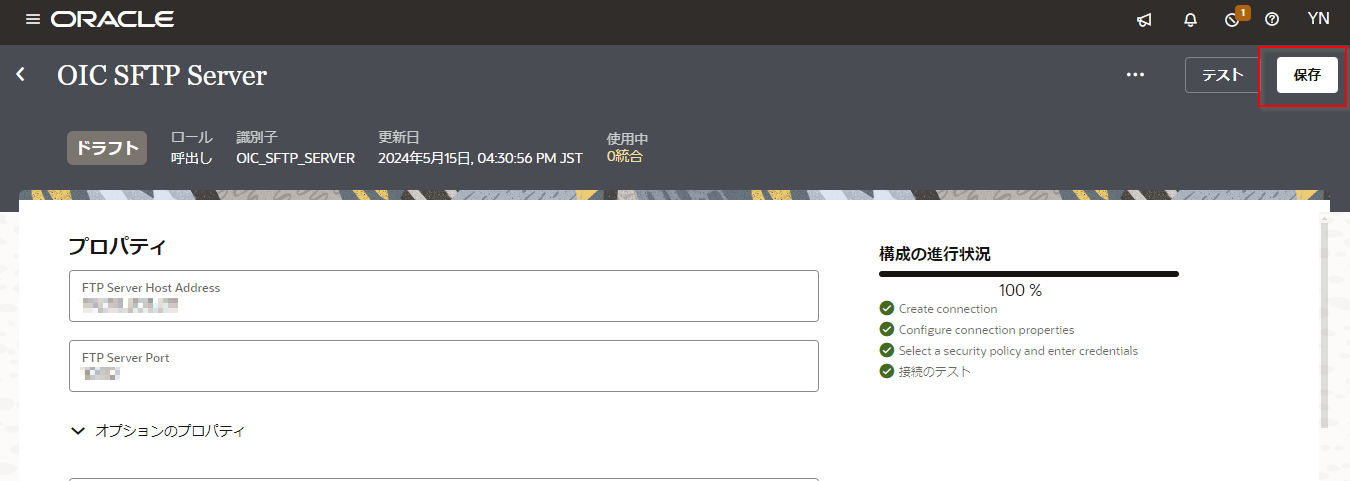 ORACLE
1
YN
OIC SFTP Server
テスト
保存
ドラフト
ロール
呼出し
識別子
OIC_SFTP_SERVER
更新日
2024年5月15日, 04:30:56 PM JST
使用中
0統合
プロパティ
FTP Server Host Address
FTP Server Port
オプションのプロパティ
構成の進行状況
100 %
Create connection
Configure connection properties
Select a security policy and enter credentials
接続のテスト